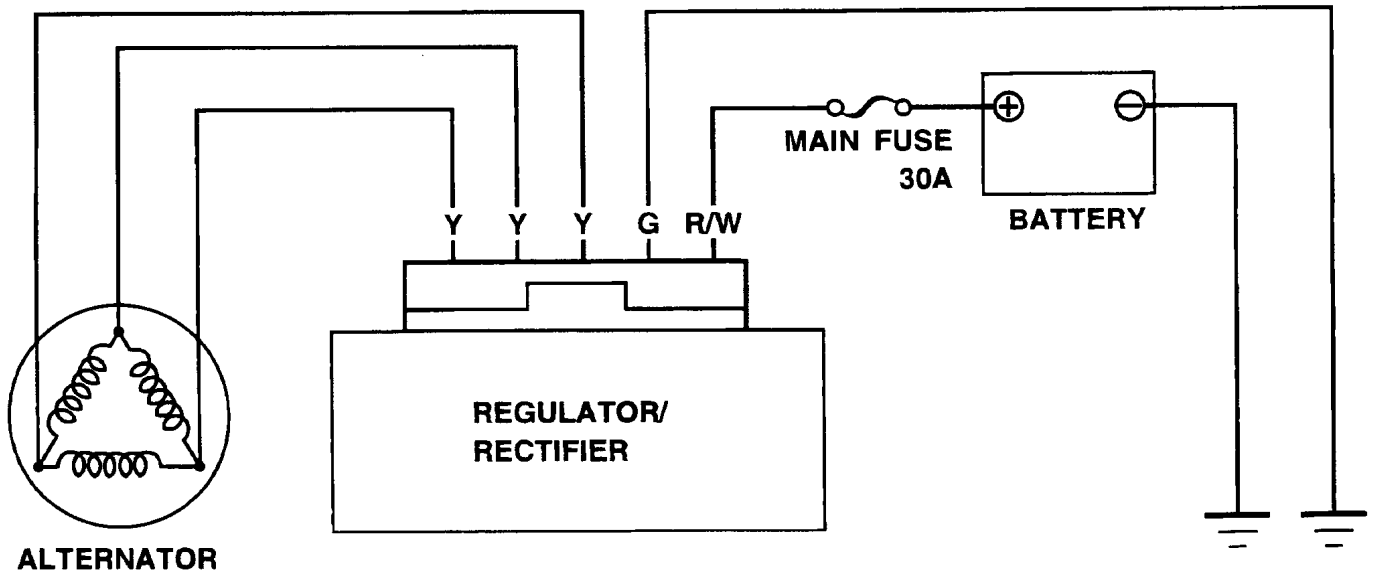 MAIN FUSE
30A
+
−
BATTERY
Y Y Y G R/W
REGULATOR/
RECTIFIER
ALTERNATOR